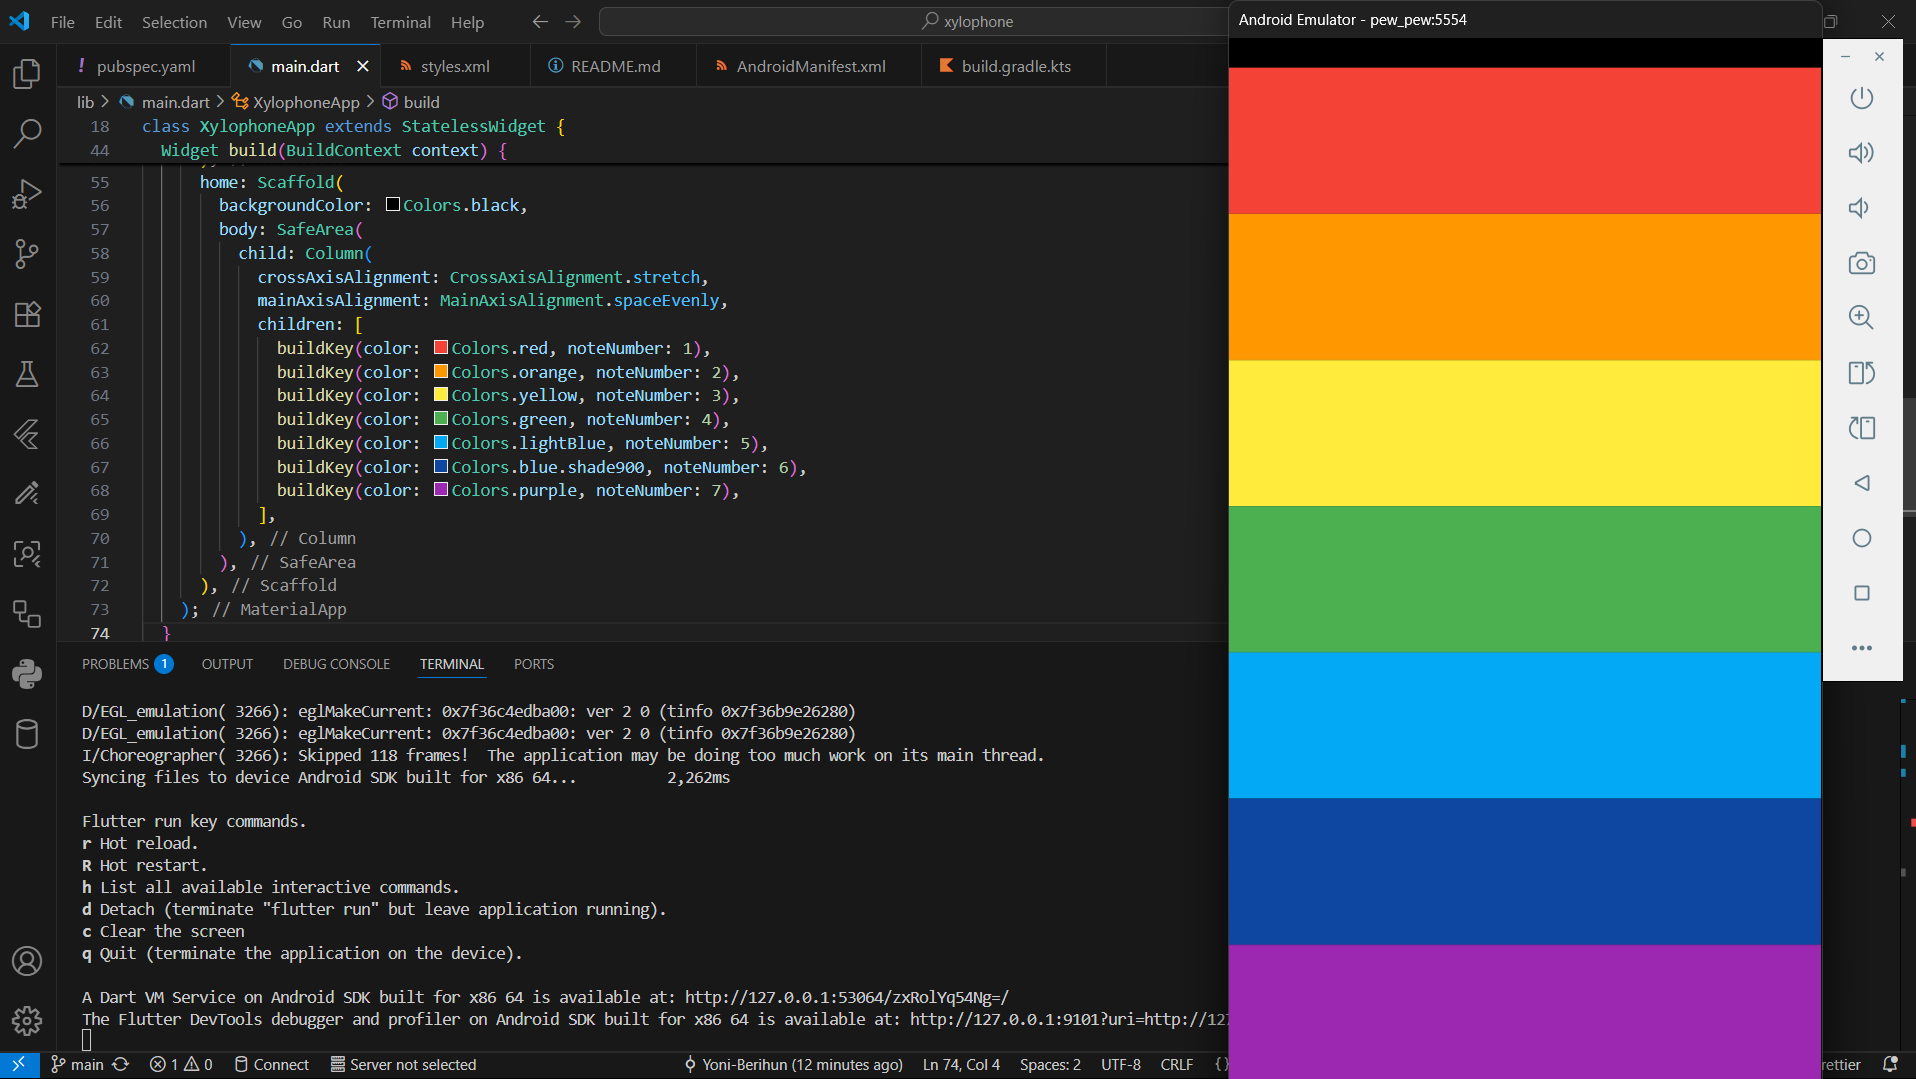 File Edit Selection View Go Run Terminal Help
xylophone
Android Emulator - pew_pew:5554
! pubspec.yaml
main.dart
styles.xml
README.md
AndroidManifest.xml
build.gradle.kts
lib > main.dart > XylophoneApp > build
18 class XylophoneApp extends StatelessWidget {
44 Widget build(BuildContext context) {
55 home: Scaffold(
56 backgroundColor: Colors.black,
57 body: SafeArea(
58 child: Column(
59 crossAxisAlignment: CrossAxisAlignment.stretch,
60 mainAxisAlignment: MainAxisAlignment.spaceEvenly,
61 children: [
62 buildKey(color: Colors.red, noteNumber: 1),
63 buildKey(color: Colors.orange, noteNumber: 2),
64 buildKey(color: Colors.yellow, noteNumber: 3),
65 buildKey(color: Colors.green, noteNumber: 4),
66 buildKey(color: Colors.lightBlue, noteNumber: 5),
67 buildKey(color: Colors.blue.shade900, noteNumber: 6),
68 buildKey(color: Colors.purple, noteNumber: 7),
69 ],
70 ), // Column
71 ), // SafeArea
72 ), // Scaffold
73 ); // MaterialApp
74 }
PROBLEMS 1 OUTPUT DEBUG CONSOLE TERMINAL PORTS
D/EGL_emulation( 3266): eglMakeCurrent: 0x7f36c4edba00: ver 2 0 (tinfo 0x7f36b9e26280)
D/EGL_emulation( 3266): eglMakeCurrent: 0x7f36c4edba00: ver 2 0 (tinfo 0x7f36b9e26280)
I/Choreographer( 3266): Skipped 118 frames!  The application may be doing too much work on its main thread.
Syncing files to device Android SDK built for x86 64... 2,262ms
Flutter run key commands.
r Hot reload.
R Hot restart.
h List all available interactive commands.
d Detach (terminate "flutter run" but leave application running).
c Clear the screen
q Quit (terminate the application on the device).
A Dart VM Service on Android SDK built for x86 64 is available at: http://127.0.0.1:53064/zxRolYq54Ng=/
The Flutter DevTools debugger and profiler on Android SDK built for x86 64 is available at: http://127.0.0.1:9101?uri=http://127
main 1 0 Connect Server not selected Yoni-Berihun (12 minutes ago) Ln 74, Col 4 Spaces: 2 UTF-8 CRLF {} rettier